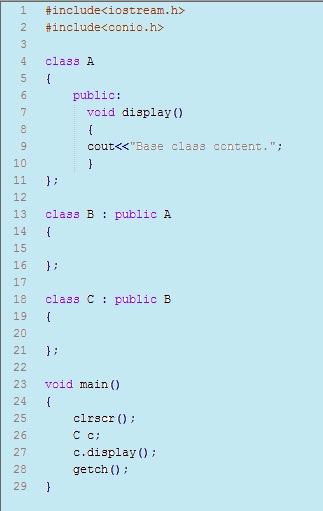 1 #include<iostream.h>
2 #include<conio.h>
3
4 class A
5 {
6 public:
7 void display()
8 {
9 cout<<"Base class content.";
10 }
11 };
12
13 class B : public A
14 {
15
16 };
17
18 class C : public B
19 {
20
21 };
22
23 void main()
24 {
25 clrscr();
26 C c;
27 c.display();
28 getch();
29 }